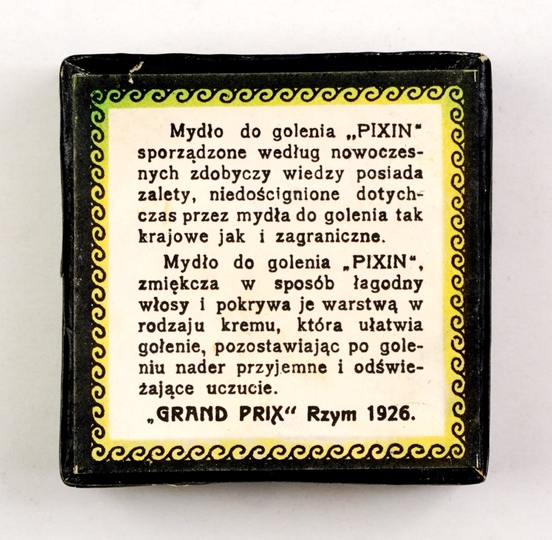 Mydło do golenia „PIXIN"
sporządzone według nowoczes-
nych zdobyczy wiedzy posiada
zalety, niedoścignione dotych-
czas przez mydła do golenia tak
krajowe jak i zagraniczne.
Mydło do golenia „PIXIN",
zmiękcza w sposób łagodny
włosy i pokrywa je warstwą w
rodzaju kremu, która ułatwia
gołenie, pozostawiając po gole-
niu nader przyjemne i odświe-
żające uczucie.
„GRAND PRIX" Rzym 1926.